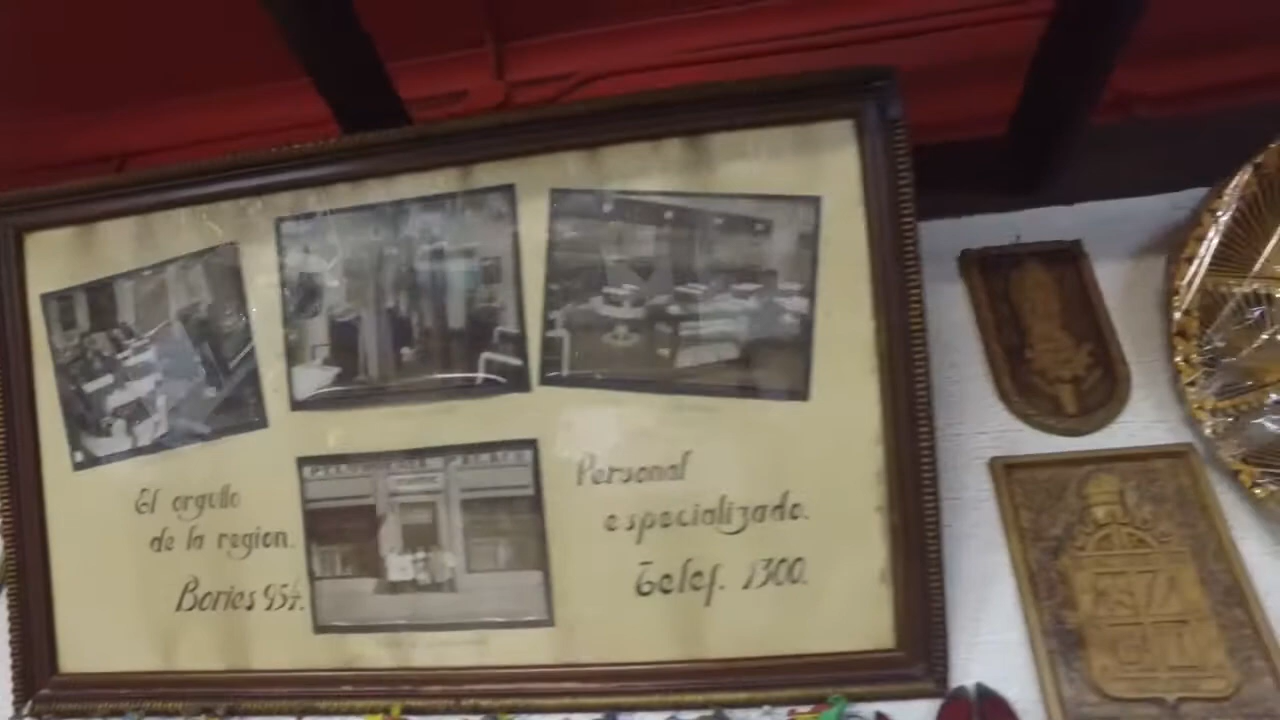 El orgullo
de la region.
Bories 954.
Personal
especializado.
Telef. 1300.